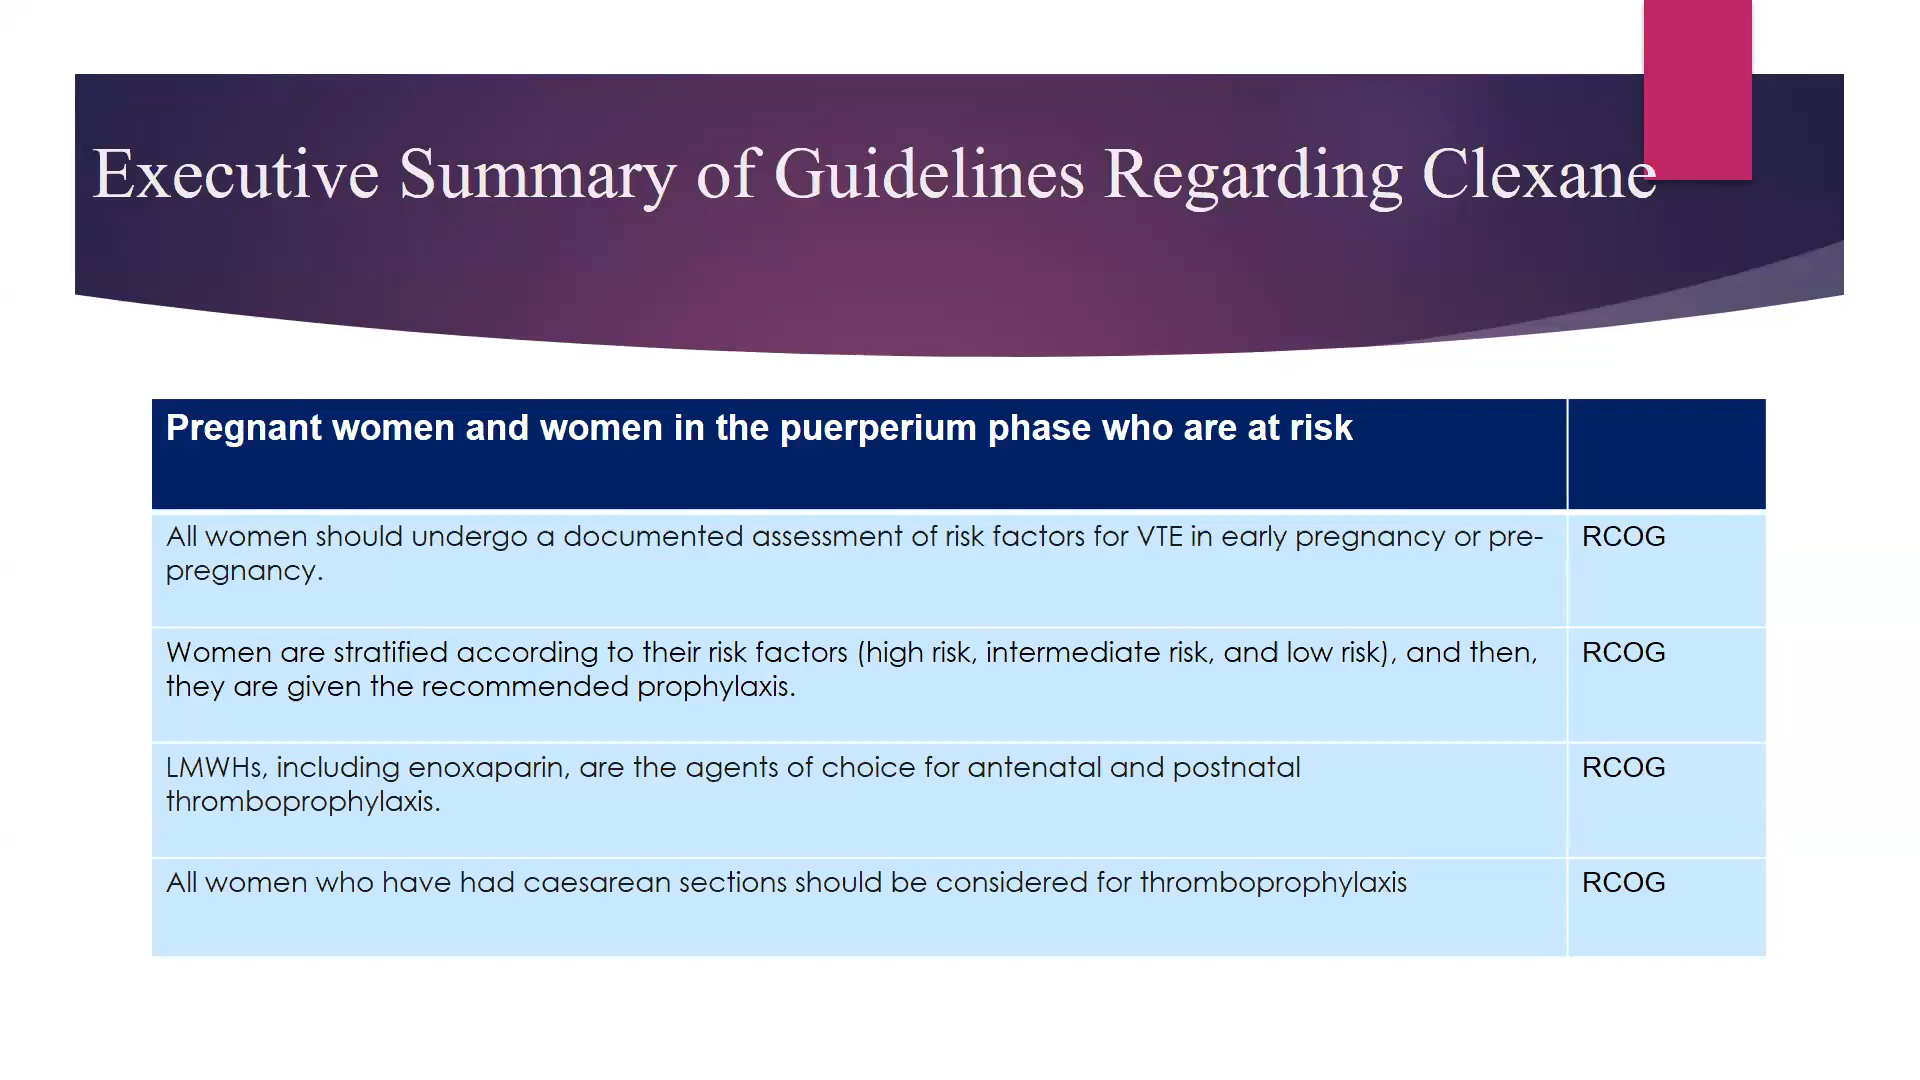 Executive Summary of Guidelines Regarding Clexane
Pregnant women and women in the puerperium phase who are at risk
All women should undergo a documented assessment of risk factors for VTE in early pregnancy or pre-
pregnancy.
RCOG
Women are stratified according to their risk factors (high risk, intermediate risk, and low risk), and then,
they are given the recommended prophylaxis.
RCOG
LMWHs, including enoxaparin, are the agents of choice for antenatal and postnatal
thromboprophylaxis.
RCOG
All women who have had caesarean sections should be considered for thromboprophylaxis
RCOG